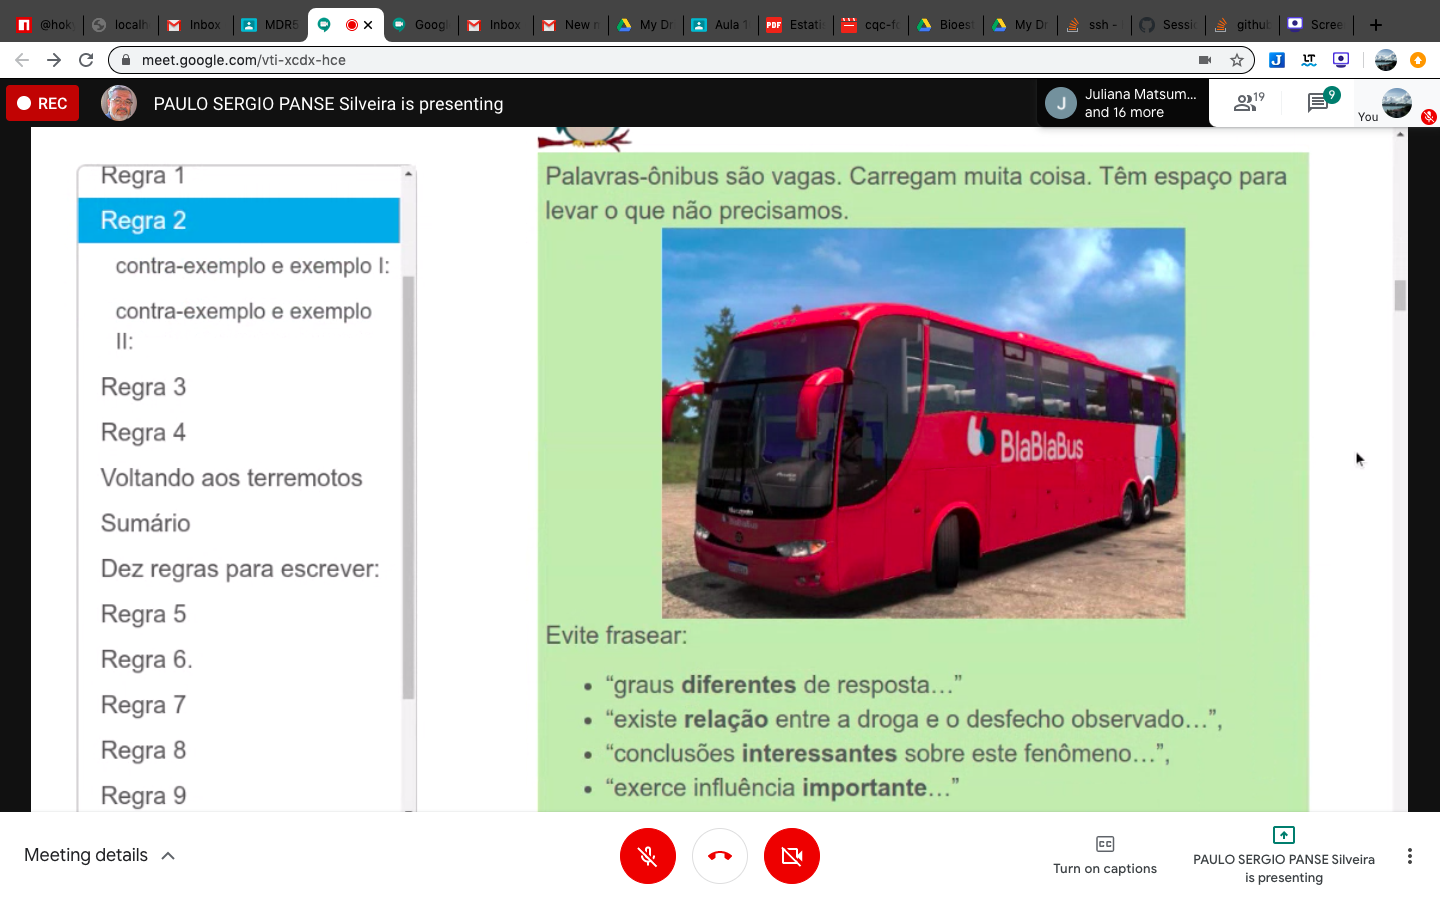 @hok
localh
Inbox
MDR5
Googl
Inbox
New m
My Dr
Aula 1
Estatí
cqc-fo
Bioest
My Dr
ssh -
Sessio
github
Scree
meet.google.com/vti-xcdx-hce
REC
PAULO SERGIO PANSE Silveira is presenting
J
Juliana Matsum...
and 16 more
19
9
You
Regra 1
Regra 2
contra-exemplo e exemplo I:
contra-exemplo e exemplo
II:
Regra 3
Regra 4
Voltando aos terremotos
Sumário
Dez regras para escrever:
Regra 5
Regra 6.
Regra 7
Regra 8
Regra 9
Palavras-ônibus são vagas. Carregam muita coisa. Têm espaço para
levar o que não precisamos.
BlaBlaBus
Evite frasear:
• “graus diferentes de resposta…”
• “existe relação entre a droga e o desfecho observado…”,
• “conclusões interessantes sobre este fenômeno…”,
• “exerce influência importante…”
Meeting details
Turn on captions
PAULO SERGIO PANSE Silveira
is presenting